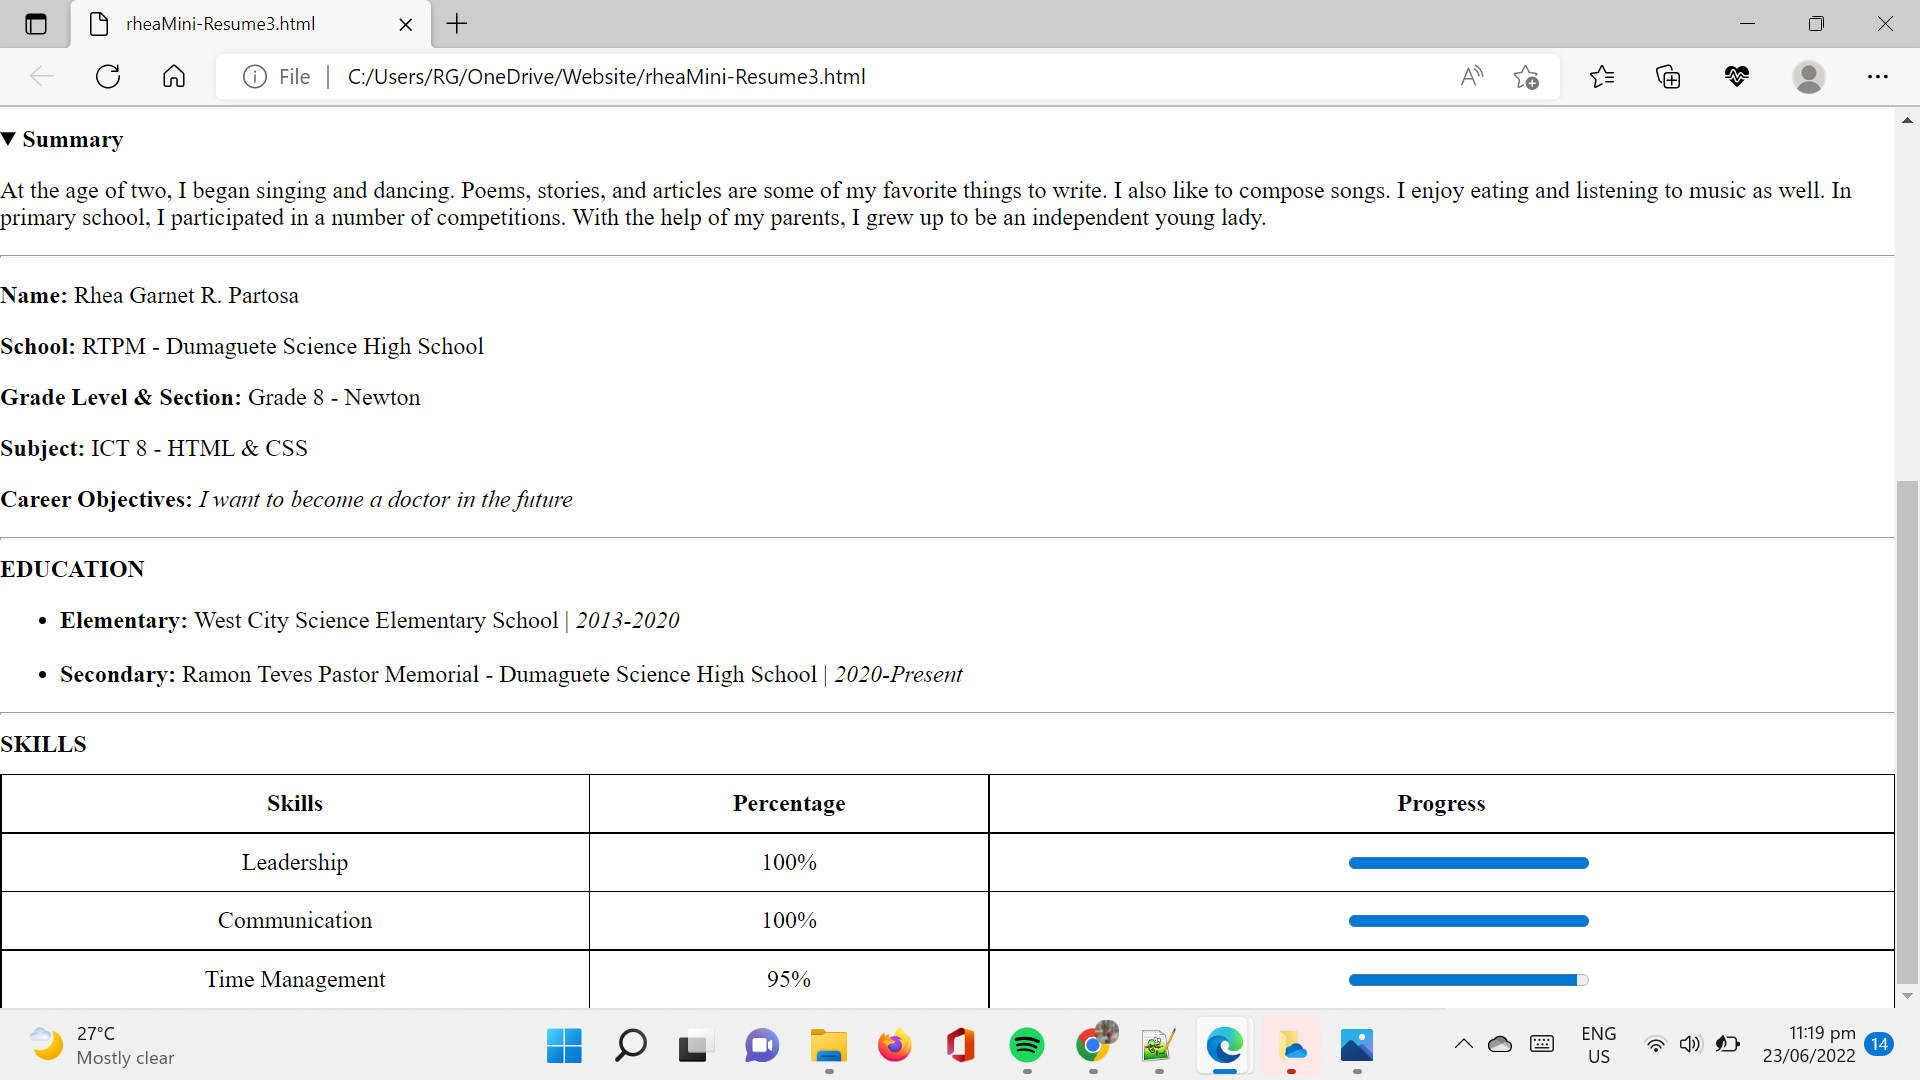 rheaMini-Resume3.html
File | C:/Users/RG/OneDrive/Website/rheaMini-Resume3.html
Summary
At the age of two, I began singing and dancing. Poems, stories, and articles are some of my favorite things to write. I also like to compose songs. I enjoy eating and listening to music as well. In
primary school, I participated in a number of competitions. With the help of my parents, I grew up to be an independent young lady.
Name: Rhea Garnet R. Partosa
School: RTPM - Dumaguete Science High School
Grade Level & Section: Grade 8 - Newton
Subject: ICT 8 - HTML & CSS
Career Objectives: I want to become a doctor in the future
EDUCATION
• Elementary: West City Science Elementary School | 2013-2020
• Secondary: Ramon Teves Pastor Memorial - Dumaguete Science High School | 2020-Present
SKILLS
Skills Percentage Progress
Leadership 100%
Communication 100%
Time Management 95%
27°C
Mostly clear
ENG
US
11:19 pm
23/06/2022
14